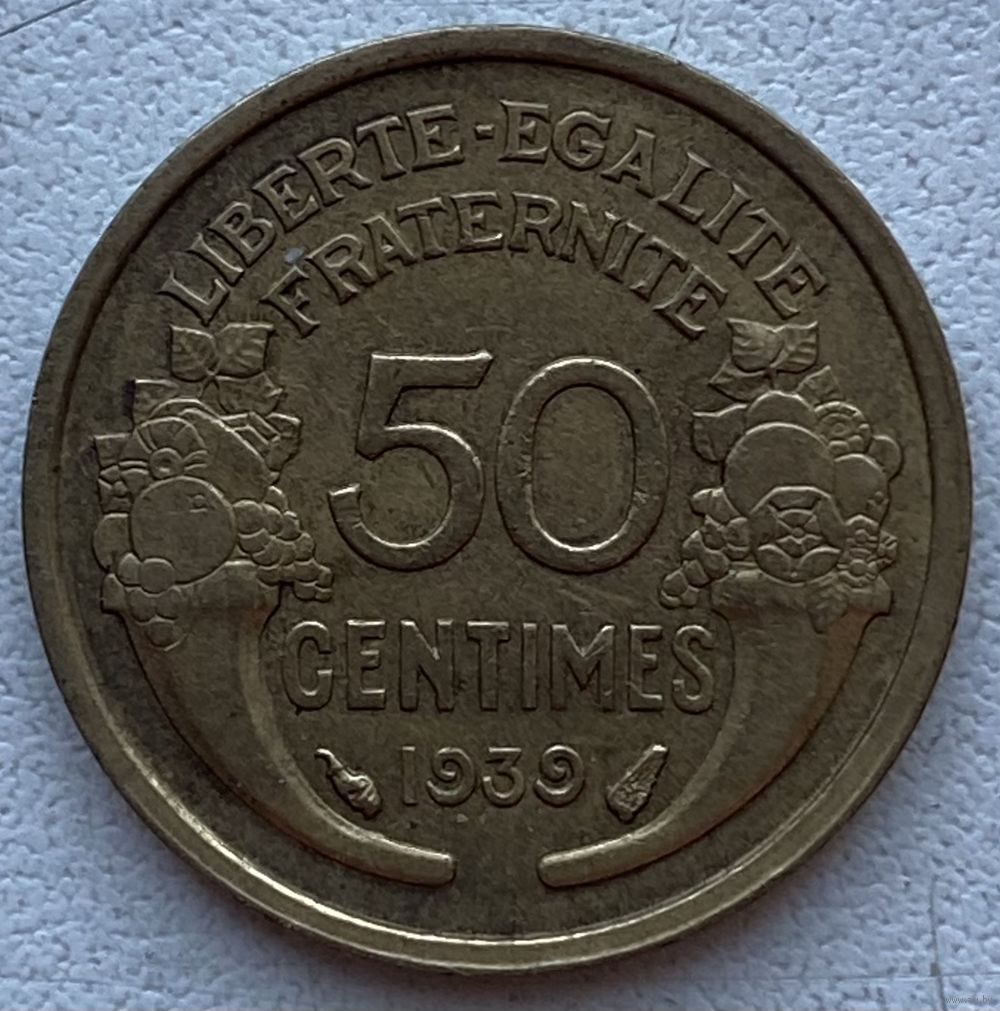 LIBERTE-EGALITE
FRATERNITE
50
CENTIMES
1939